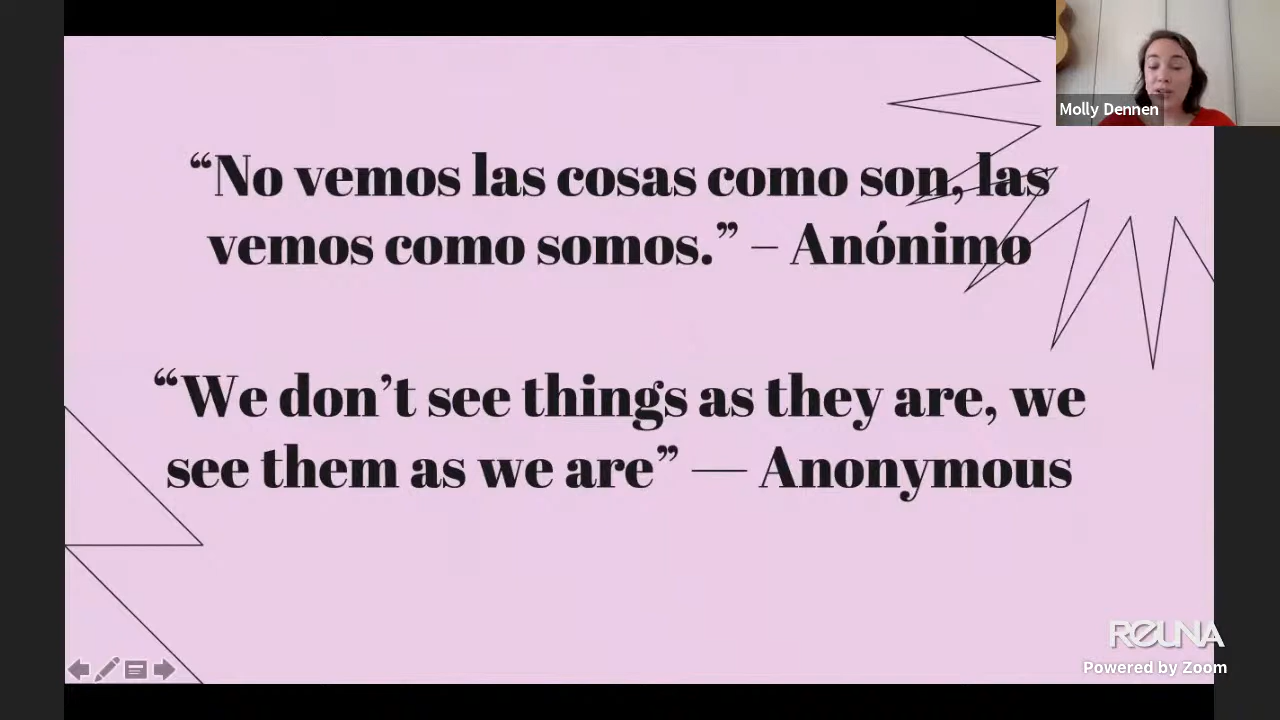 Molly Dennen
“No vemos las cosas como son, las
vemos como somos.” – Anónimo
“We don’t see things as they are, we
see them as we are” — Anonymous
REUNA
Powered by Zoom